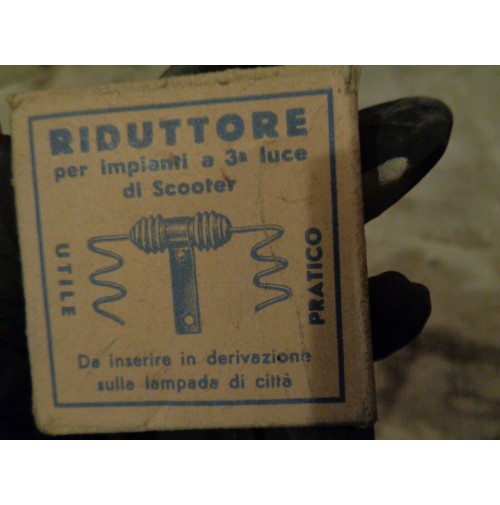 RIDUTTORE
per impianti a 3ª luce
di Scooter
UTILE
PRATICO
Da inserire in derivazione
sulla lampada di città